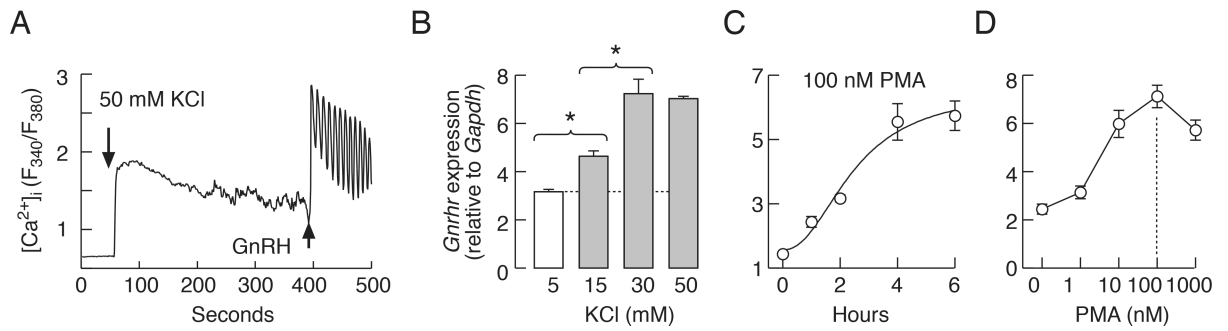 A
B
C
D
[Ca²⁺]ᵢ (F₃₄₀/F₃₈₀)
3
2
1
50 mM KCl
GnRH
0 100 200 300 400 500
Seconds
Gnrhr expression
(relative to Gapdh)
8
6
4
2
0
*
*
5 15 30 50
KCl (mM)
7
5
3
1
100 nM PMA
0 2 4 6
Hours
8
6
4
2
0
0 1 10 100 1000
PMA (nM)